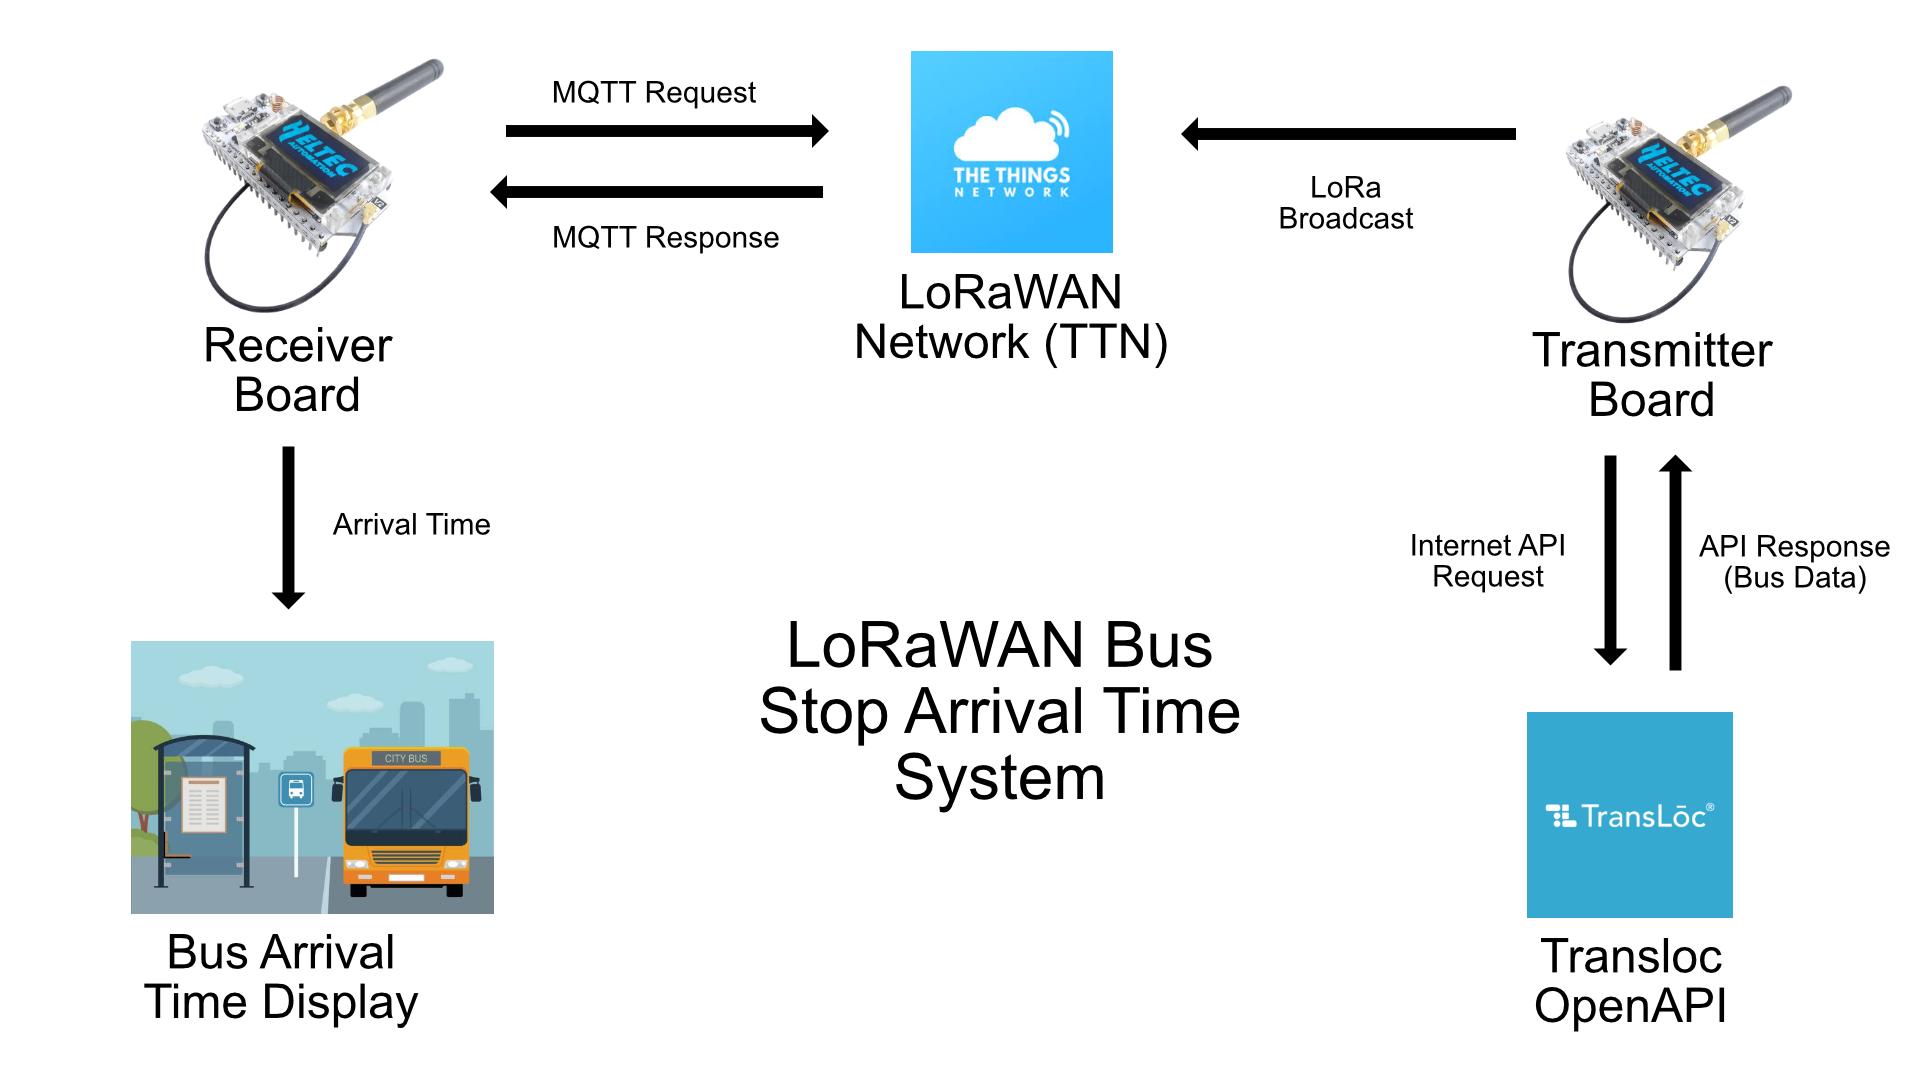 MQTT Request
MQTT Response
HELTEC
AUTOMATION
V2
Receiver
Board
THE THINGS
NETWORK
LoRaWAN
Network (TTN)
LoRa
Broadcast
HELTEC
AUTOMATION
V2
Transmitter
Board
Arrival Time
Internet API
Request
API Response
(Bus Data)
LoRaWAN Bus
Stop Arrival Time
System
CITY BUS
Bus Arrival
Time Display
TransLōc®
Transloc
OpenAPI